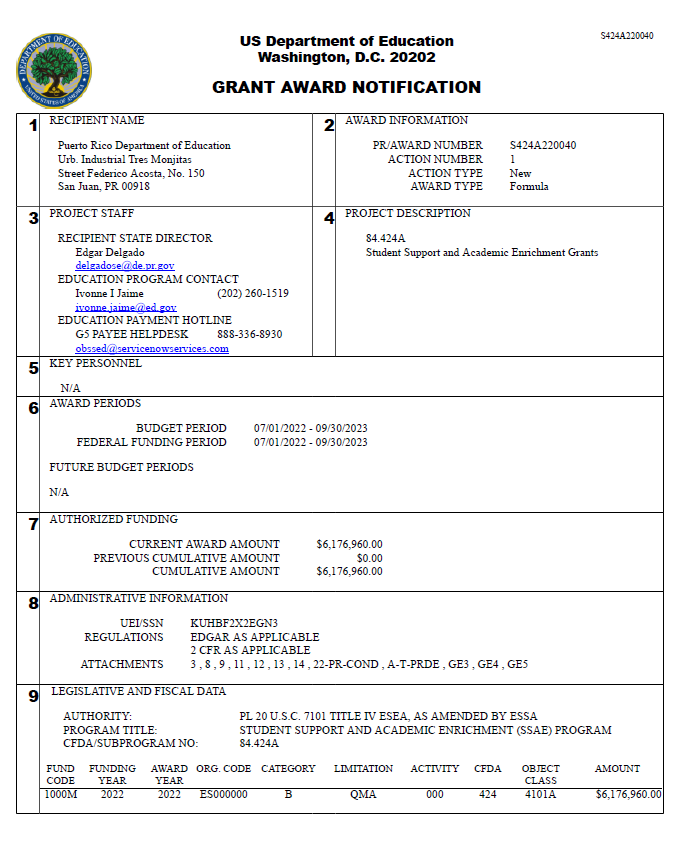 S424A220040
US Department of Education
Washington, D.C. 20202
GRANT AWARD NOTIFICATION
DEPARTMENT OF EDUCATION
UNITED STATES OF AMERICA
1 RECIPIENT NAME
Puerto Rico Department of Education
Urb. Industrial Tres Monjitas
Street Federico Acosta, No. 150
San Juan, PR 00918
2 AWARD INFORMATION
PR/AWARD NUMBER S424A220040
ACTION NUMBER 1
ACTION TYPE New
AWARD TYPE Formula
3 PROJECT STAFF
RECIPIENT STATE DIRECTOR
Edgar Delgado
delgadose@de.pr.gov
EDUCATION PROGRAM CONTACT
Ivonne I Jaime (202) 260-1519
ivonne.jaime@ed.gov
EDUCATION PAYMENT HOTLINE
G5 PAYEE HELPDESK 888-336-8930
obssed@servicenowservices.com
4 PROJECT DESCRIPTION
84.424A
Student Support and Academic Enrichment Grants
5 KEY PERSONNEL
N/A
6 AWARD PERIODS
BUDGET PERIOD 07/01/2022 - 09/30/2023
FEDERAL FUNDING PERIOD 07/01/2022 - 09/30/2023
FUTURE BUDGET PERIODS
N/A
7 AUTHORIZED FUNDING
CURRENT AWARD AMOUNT $6,176,960.00
PREVIOUS CUMULATIVE AMOUNT $0.00
CUMULATIVE AMOUNT $6,176,960.00
8 ADMINISTRATIVE INFORMATION
UEI/SSN KUHBF2X2EGN3
REGULATIONS EDGAR AS APPLICABLE
2 CFR AS APPLICABLE
ATTACHMENTS 3 , 8 , 9 , 11 , 12 , 13 , 14 , 22-PR-COND , A-T-PRDE , GE3 , GE4 , GE5
9 LEGISLATIVE AND FISCAL DATA
AUTHORITY: PL 20 U.S.C. 7101 TITLE IV ESEA, AS AMENDED BY ESSA
PROGRAM TITLE: STUDENT SUPPORT AND ACADEMIC ENRICHMENT (SSAE) PROGRAM
CFDA/SUBPROGRAM NO: 84.424A
FUND CODE FUNDING YEAR AWARD YEAR ORG. CODE CATEGORY LIMITATION ACTIVITY CFDA OBJECT CLASS AMOUNT
1000M 2022 2022 ES000000 B QMA 000 424 4101A $6,176,960.00